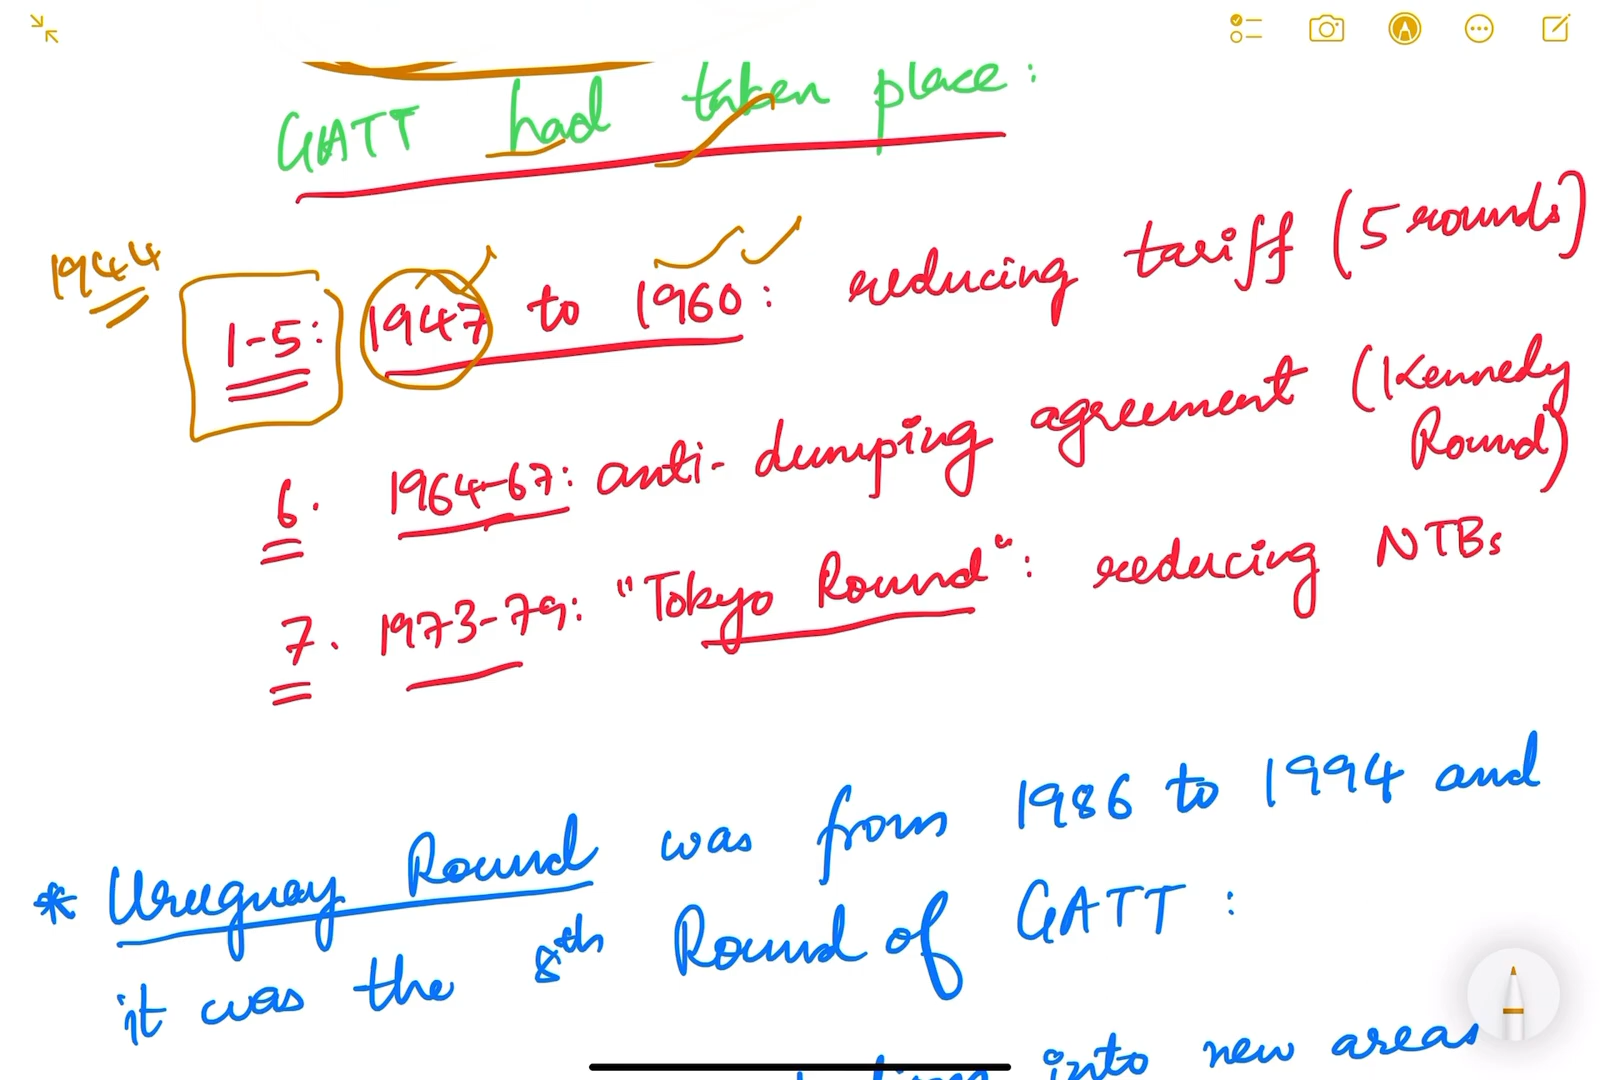 GATT had taken place:
1944
1-5: 1947 to 1960: reducing tariff (5 rounds)
6. 1964-67: anti-dumping agreement (Kennedy
Round)
7. 1973-79: "Tokyo Round": reducing NTBs
* Uruguay Round was from 1986 to 1994 and
it was the 8th Round of GATT:
into new areas